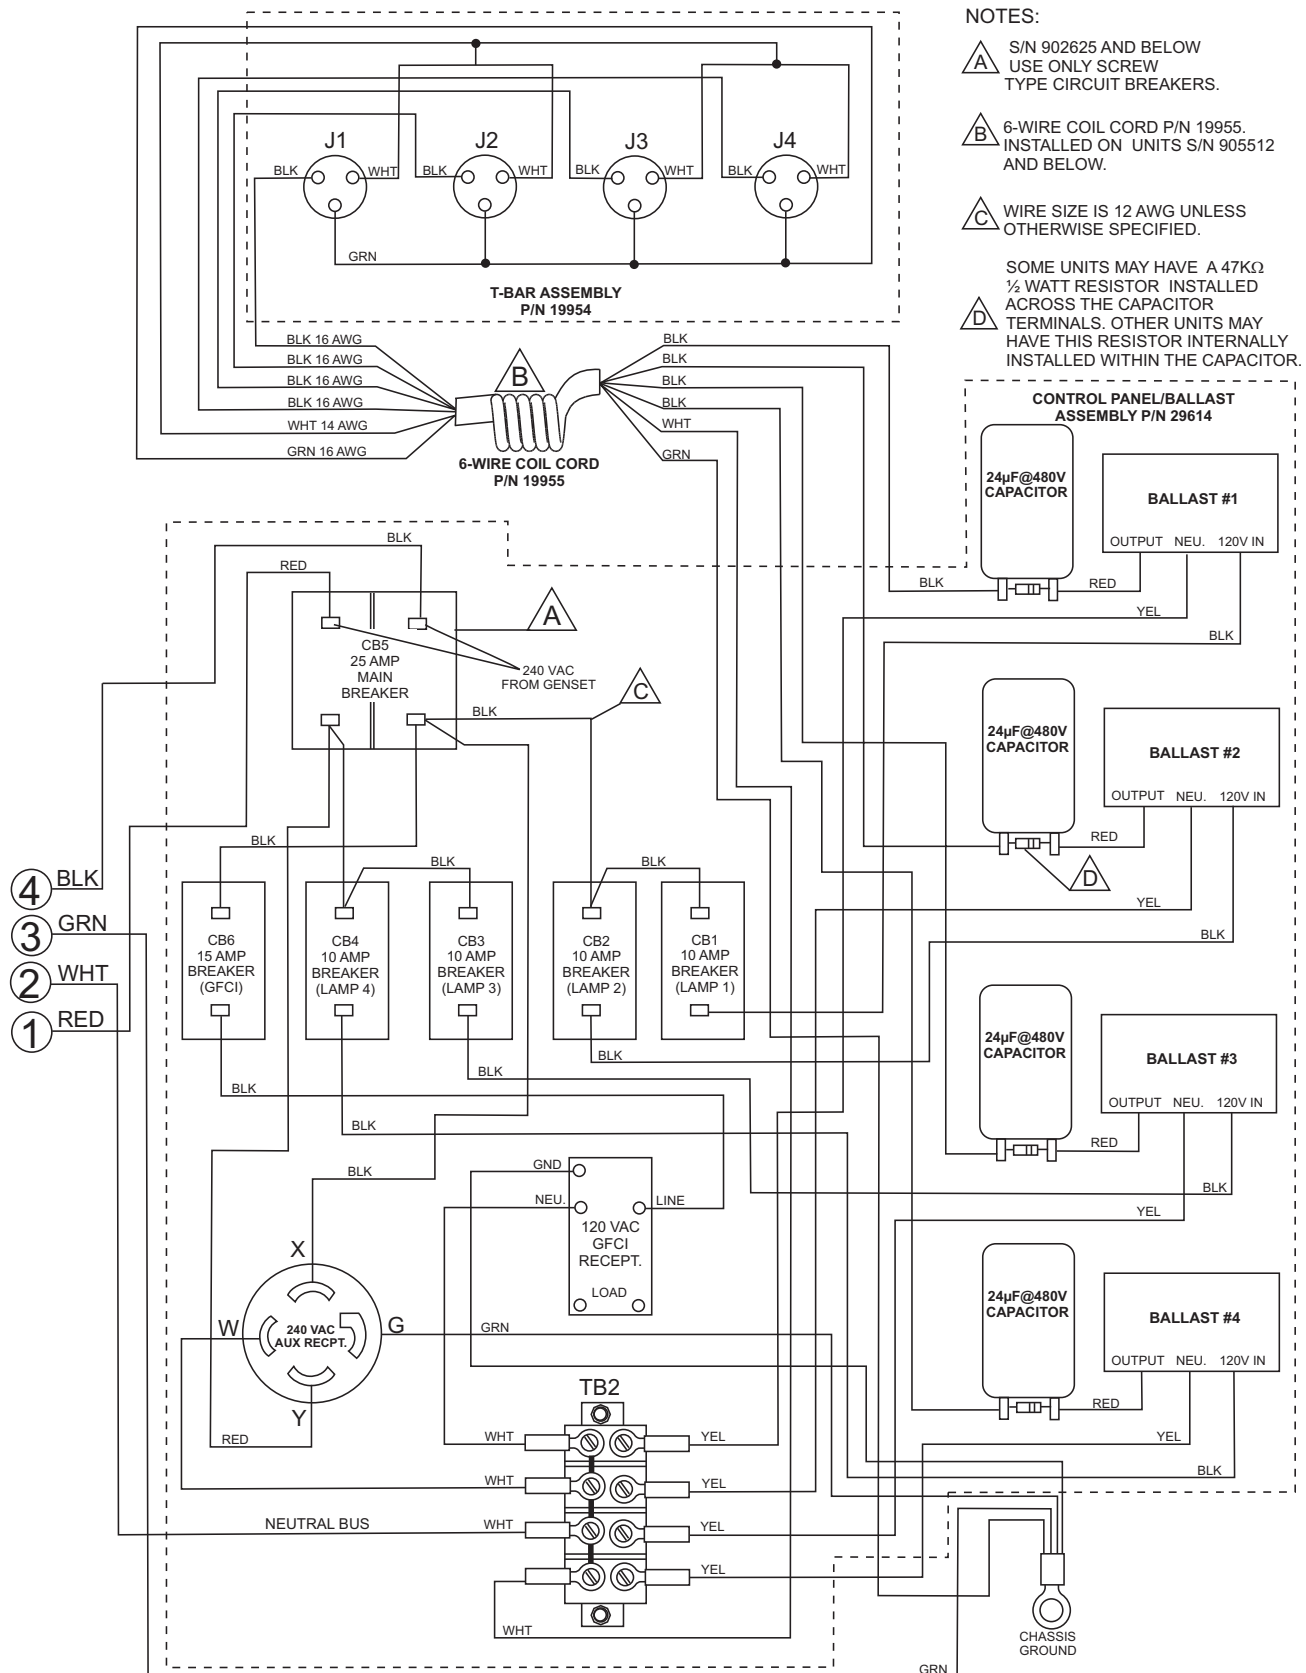 NOTES:
A
S/N 902625 AND BELOW
USE ONLY SCREW
TYPE CIRCUIT BREAKERS.
B
6-WIRE COIL CORD P/N 19955.
INSTALLED ON UNITS S/N 905512
AND BELOW.
C
WIRE SIZE IS 12 AWG UNLESS
OTHERWISE SPECIFIED.
D
SOME UNITS MAY HAVE A 47KΩ
½ WATT RESISTOR INSTALLED
ACROSS THE CAPACITOR
TERMINALS. OTHER UNITS MAY
HAVE THIS RESISTOR INTERNALLY
INSTALLED WITHIN THE CAPACITOR.
J1
J2
J3
J4
BLK
WHT
BLK
WHT
BLK
WHT
BLK
WHT
GRN
T-BAR ASSEMBLY
P/N 19954
BLK 16 AWG
BLK 16 AWG
BLK 16 AWG
BLK 16 AWG
WHT 14 AWG
GRN 16 AWG
B
6-WIRE COIL CORD
P/N 19955
BLK
BLK
BLK
BLK
WHT
GRN
CONTROL PANEL/BALLAST
ASSEMBLY P/N 29614
24µF@480V
CAPACITOR
BALLAST #1
OUTPUT
NEU.
120V IN
BLK
RED
YEL
BLK
24µF@480V
CAPACITOR
BALLAST #2
OUTPUT
NEU.
120V IN
RED
D
YEL
BLK
24µF@480V
CAPACITOR
BALLAST #3
OUTPUT
NEU.
120V IN
RED
BLK
YEL
24µF@480V
CAPACITOR
BALLAST #4
OUTPUT
NEU.
120V IN
RED
YEL
BLK
BLK
RED
A
CB5
25 AMP
MAIN
BREAKER
240 VAC
FROM GENSET
C
BLK
BLK
BLK
BLK
4
BLK
3
GRN
2
WHT
1
RED
CB6
15 AMP
BREAKER
(GFCI)
CB4
10 AMP
BREAKER
(LAMP 4)
CB3
10 AMP
BREAKER
(LAMP 3)
CB2
10 AMP
BREAKER
(LAMP 2)
CB1
10 AMP
BREAKER
(LAMP 1)
BLK
BLK
BLK
BLK
BLK
GND
NEU.
LINE
120 VAC
GFCI
RECEPT.
LOAD
X
W
G
Y
240 VAC
AUX RECPT.
GRN
RED
TB2
WHT
YEL
WHT
YEL
NEUTRAL BUS
WHT
YEL
YEL
WHT
CHASSIS
GROUND
GRN